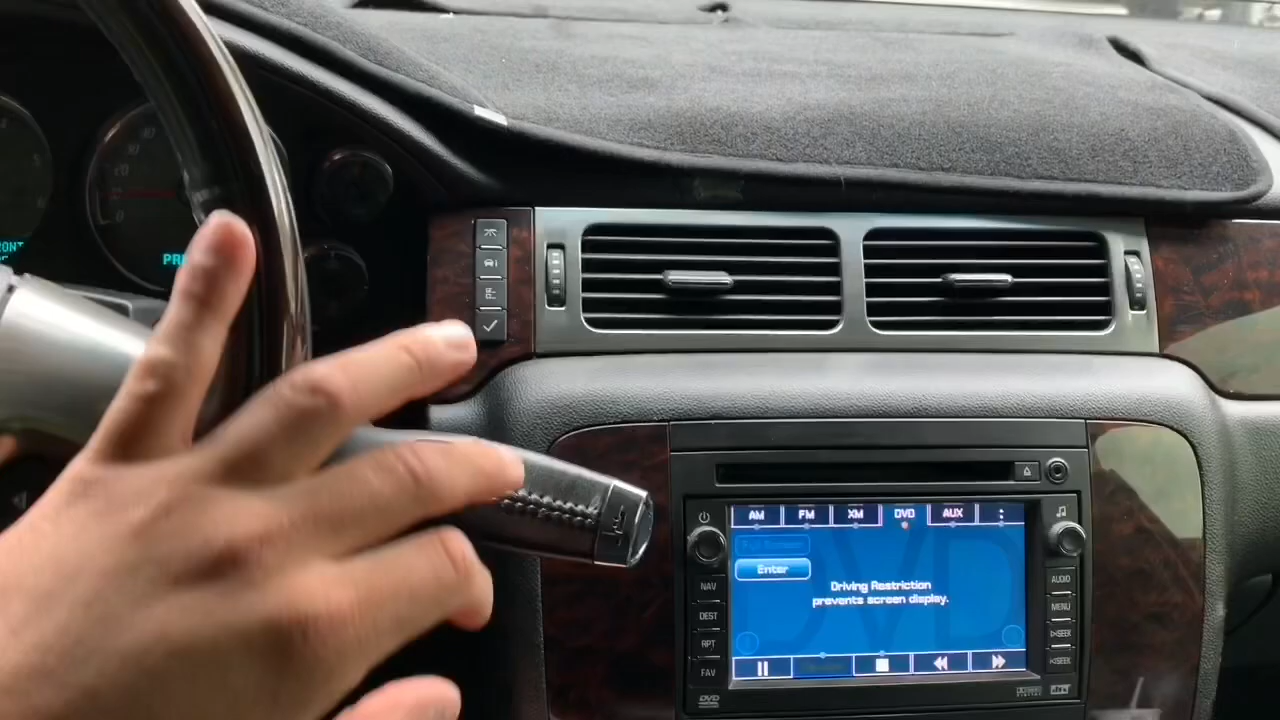 AM FM XM DVD AUX
Enter
Driving Restriction
prevents screen display.
NAV
DEST
RPT
FAV
AUDIO
MENU
SEEK
SEEK
DVD